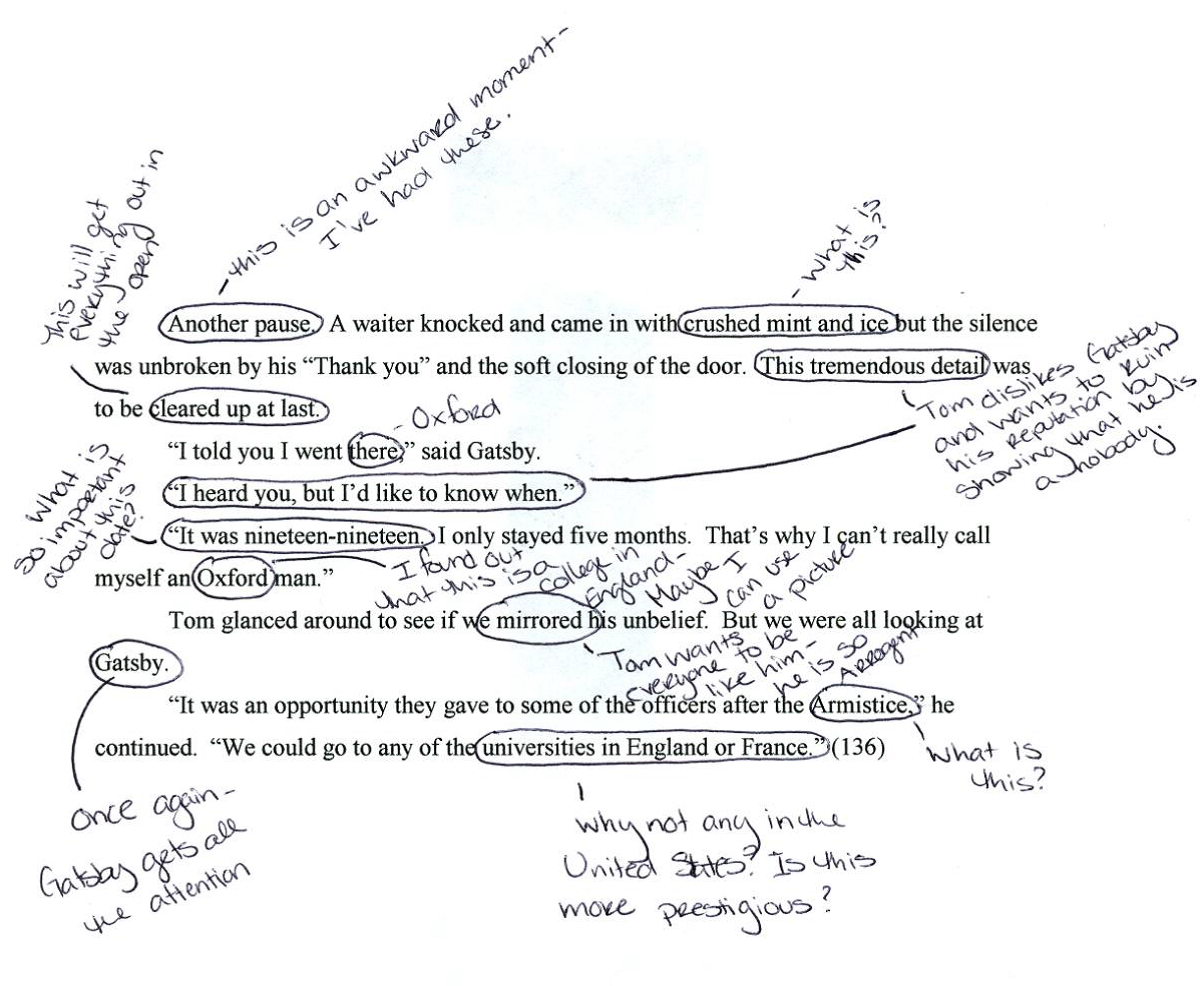 this is an awkward moment-
I've had these.
This will get
everything out in
the open
- what is
this?
Another pause. A waiter knocked and came in with crushed mint and ice but the silence
was unbroken by his “Thank you” and the soft closing of the door. This tremendous detail was
to be cleared up at last.
Tom dislikes Gatsby
and wants to ruin
his reputation by
showing that he is
a nobody.
- Oxford
“I told you I went there,” said Gatsby.
“I heard you, but I’d like to know when.”
What is
so important
about this
date?
“It was nineteen-nineteen. I only stayed five months. That’s why I can’t really call
myself an Oxford man.”
I found out
that this is a
college in
England-
Maybe I
can use
a picture
Tom glanced around to see if we mirrored his unbelief. But we were all looking at
Gatsby.
Tom wants
everyone to be
like him-
he is so
Arrogent
“It was an opportunity they gave to some of the officers after the Armistice,” he
continued. “We could go to any of the universities in England or France.” (136)
What is
this?
once again-
Gatsby gets all
the attention
why not any in the
United States? Is this
more prestigious?